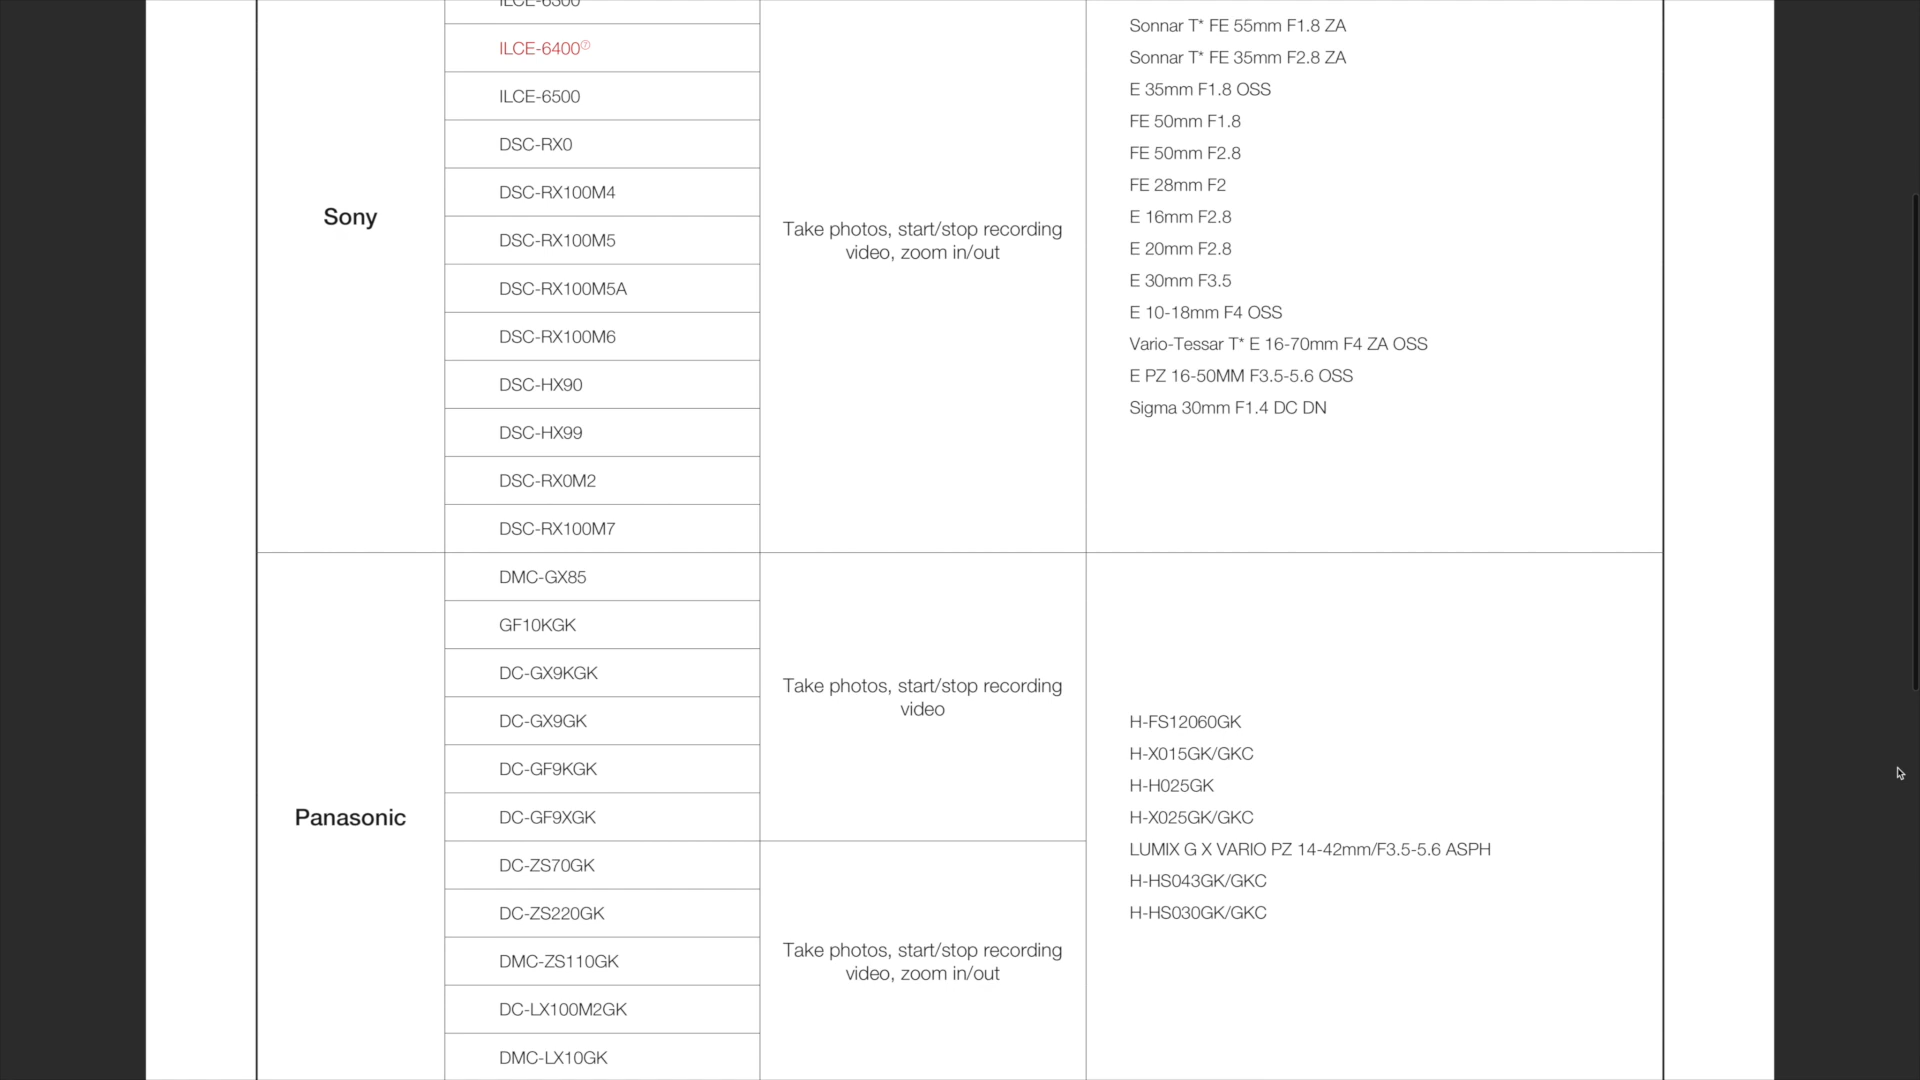 ILCE-6300
ILCE-6400⑦
ILCE-6500
DSC-RX0
DSC-RX100M4
Sony
DSC-RX100M5
DSC-RX100M5A
DSC-RX100M6
DSC-HX90
DSC-HX99
DSC-RX0M2
DSC-RX100M7
Take photos, start/stop recording
video, zoom in/out
Sonnar T* FE 55mm F1.8 ZA
Sonnar T* FE 35mm F2.8 ZA
E 35mm F1.8 OSS
FE 50mm F1.8
FE 50mm F2.8
FE 28mm F2
E 16mm F2.8
E 20mm F2.8
E 30mm F3.5
E 10-18mm F4 OSS
Vario-Tessar T* E 16-70mm F4 ZA OSS
E PZ 16-50MM F3.5-5.6 OSS
Sigma 30mm F1.4 DC DN
Panasonic
DMC-GX85
GF10KGK
DC-GX9KGK
DC-GX9GK
DC-GF9KGK
DC-GF9XGK
Take photos, start/stop recording
video
DC-ZS70GK
DC-ZS220GK
DMC-ZS110GK
DC-LX100M2GK
DMC-LX10GK
Take photos, start/stop recording
video, zoom in/out
H-FS12060GK
H-X015GK/GKC
H-H025GK
H-X025GK/GKC
LUMIX G X VARIO PZ 14-42mm/F3.5-5.6 ASPH
H-HS043GK/GKC
H-HS030GK/GKC